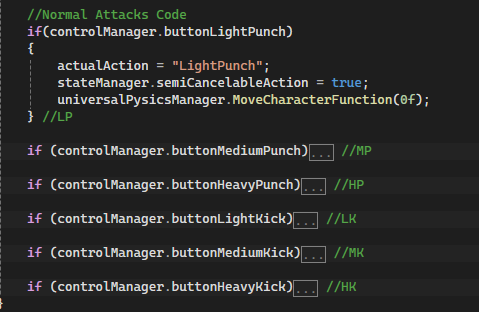 //Normal Attacks Code
if(controlManager.buttonLightPunch)
{
actualAction = "LightPunch";
stateManager.semiCancelableAction = true;
universalPysicsManager.MoveCharacterFunction(0f);
} //LP
if (controlManager.buttonMediumPunch)... //MP
if (controlManager.buttonHeavyPunch)... //HP
if (controlManager.buttonLightKick)... //LK
if (controlManager.buttonMediumKick)... //MK
if (controlManager.buttonHeavyKick)... //HK
}